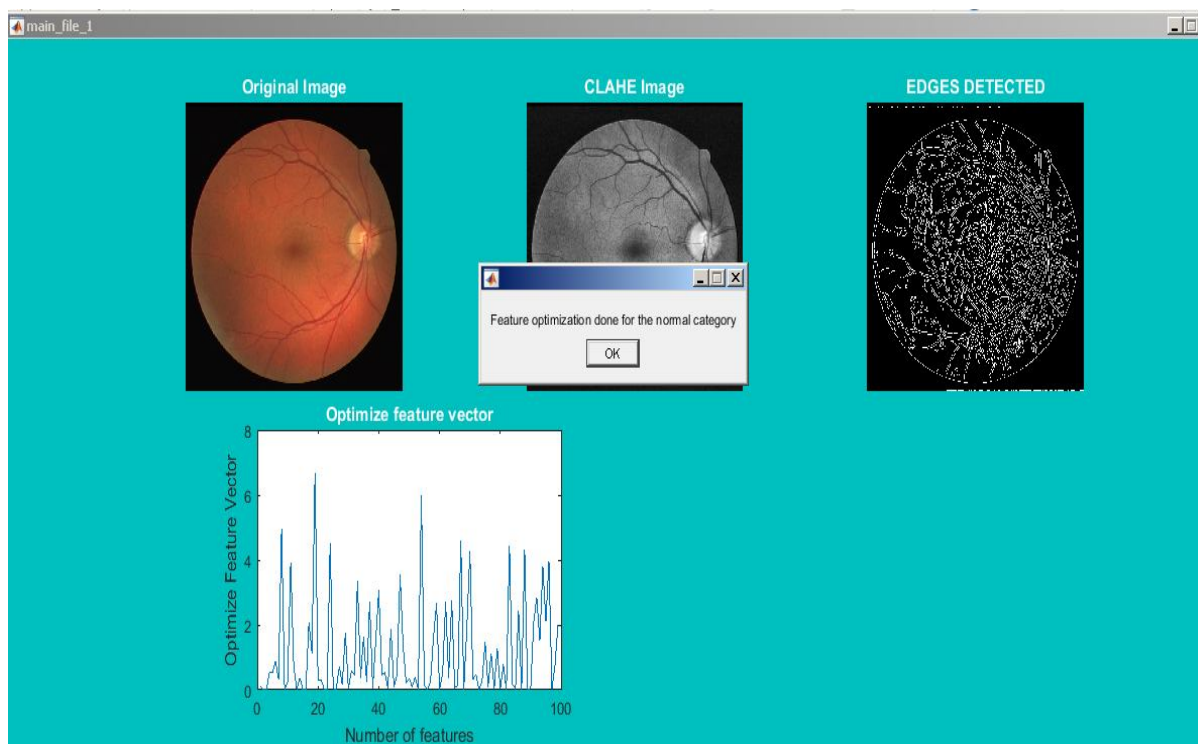 main_file_1
Original Image
CLAHE Image
EDGES DETECTED
Feature optimization done for the normal category
OK
Optimize feature vector
Optimize Feature Vector
8
6
4
2
0
0 20 40 60 80 100
Number of features